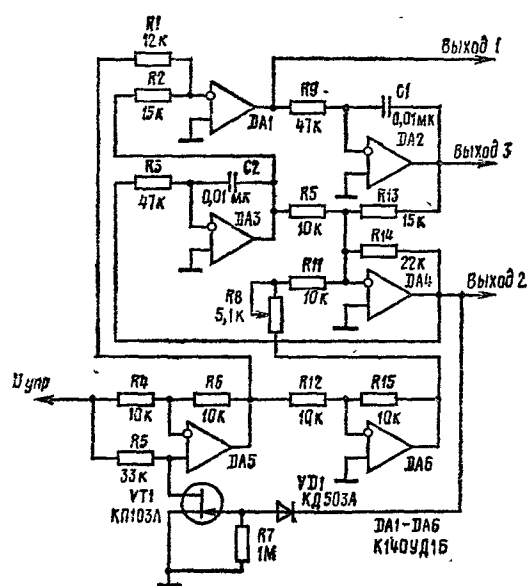 R1
12к
R2
15к
DA1
Выход 1
R9
47к
C1
0,01мк
DA2
Выход 3
R3
47к
C2
0,01мк
DA3
R5
10к
R13
15к
R14
22к
R11
10к
DA4
Выход 2
R8
5,1к
Uупр
R4
10к
R6
10к
R12
10к
R15
10к
R5
33к
DA5
DA6
VT1
КП103Л
VD1
КД503А
R7
1М
DA1-DA6
К140УД1Б